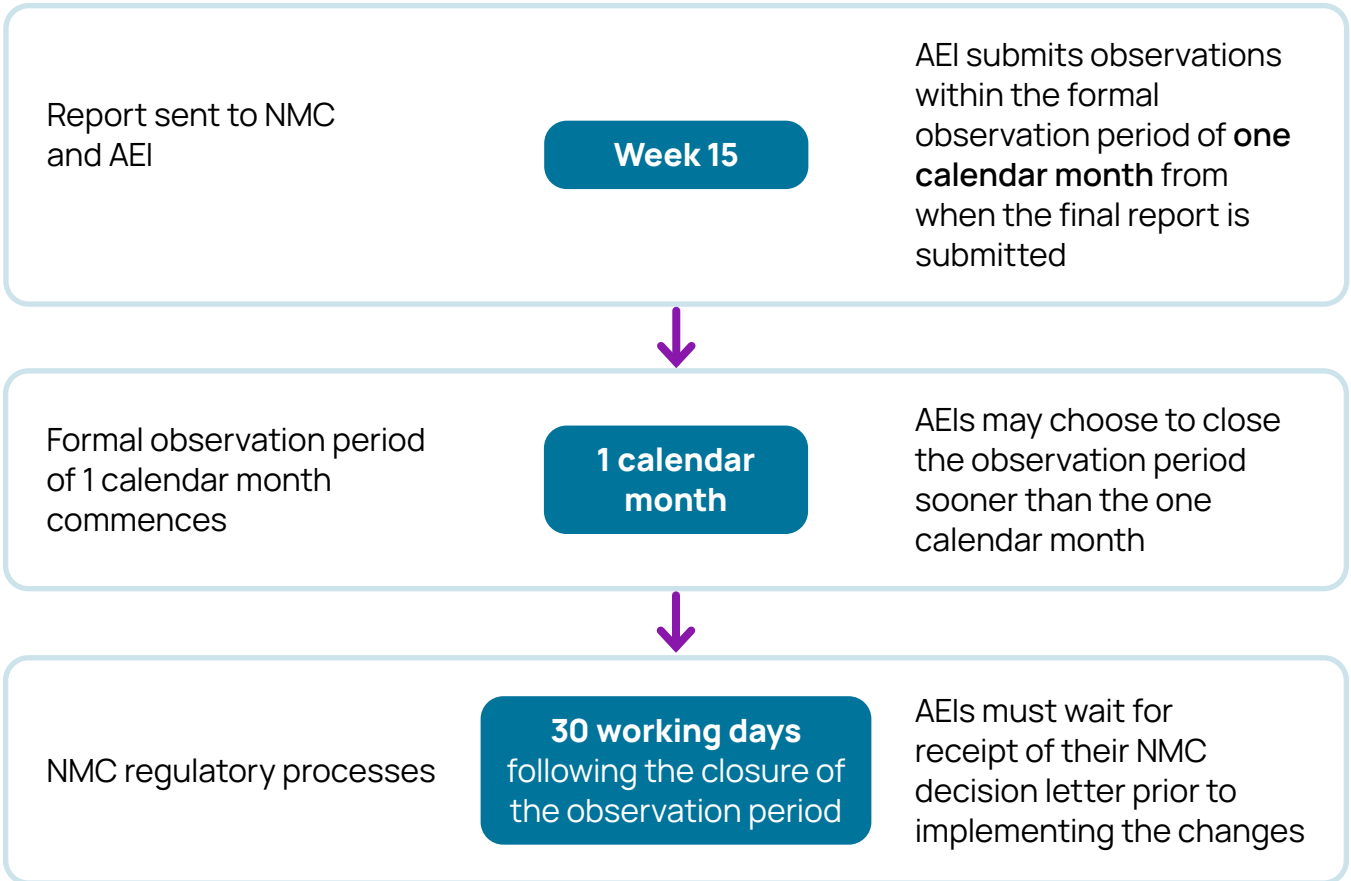 Report sent to NMC
and AEI
Week 15
AEI submits observations
within the formal
observation period of one
calendar month from
when the final report is
submitted
Formal observation period
of 1 calendar month
commences
1 calendar
month
AEIs may choose to close
the observation period
sooner than the one
calendar month
NMC regulatory processes
30 working days
following the closure of
the observation period
AEIs must wait for
receipt of their NMC
decision letter prior to
implementing the changes